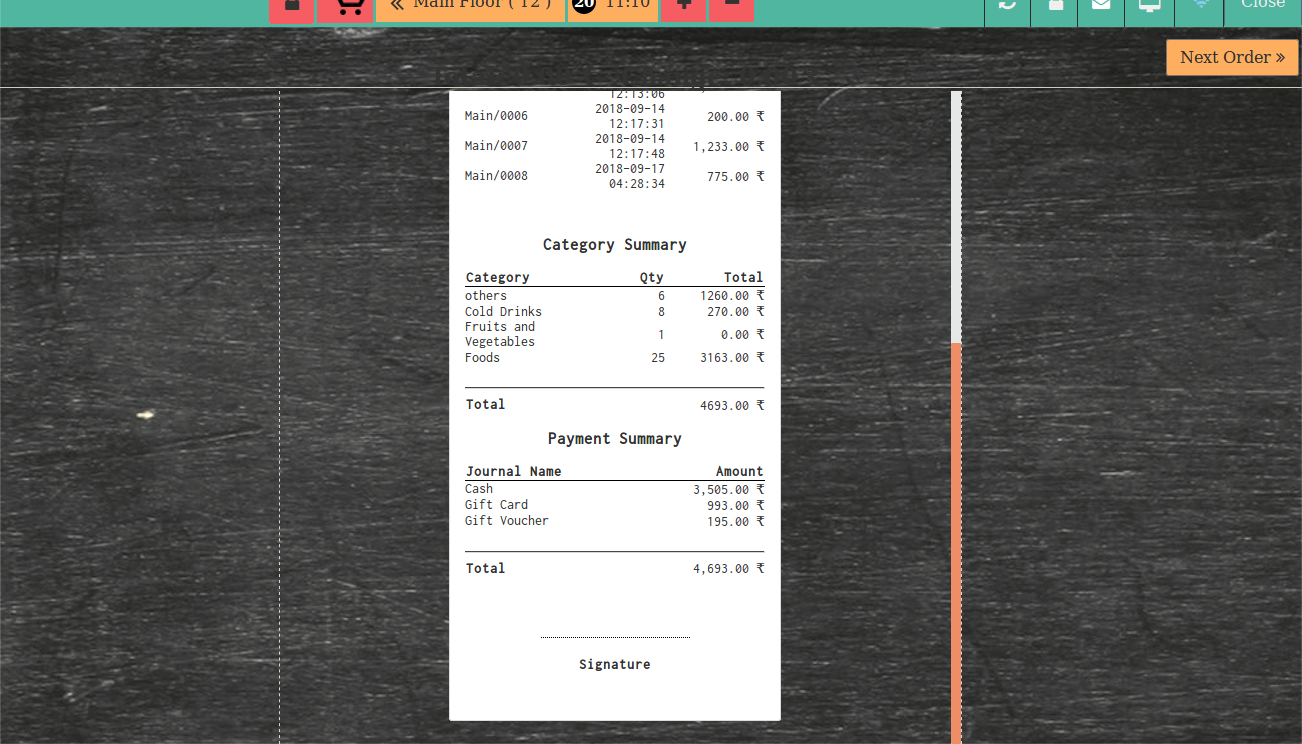 « Main Floor ( T2 ) 20 11:10 + − Close
Next Order »
12:13:06
Main/0006 2018-09-14 12:17:31 200.00 ₹
Main/0007 2018-09-14 12:17:48 1,233.00 ₹
Main/0008 2018-09-17 04:28:34 775.00 ₹
Category Summary
Category Qty Total
others 6 1260.00 ₹
Cold Drinks 8 270.00 ₹
Fruits and Vegetables 1 0.00 ₹
Foods 25 3163.00 ₹
Total 4693.00 ₹
Payment Summary
Journal Name Amount
Cash 3,505.00 ₹
Gift Card 993.00 ₹
Gift Voucher 195.00 ₹
Total 4,693.00 ₹
Signature